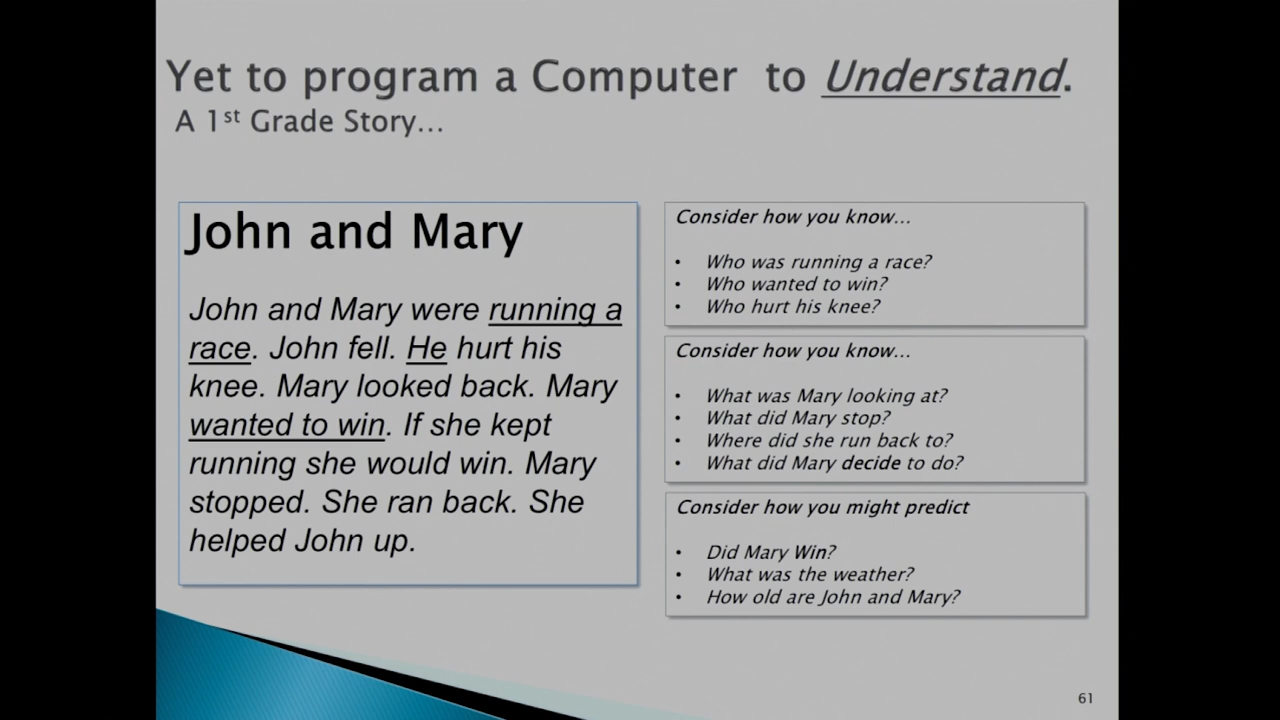 Yet to program a Computer to Understand.
A 1st Grade Story…
John and Mary
John and Mary were running a
race. John fell. He hurt his
knee. Mary looked back. Mary
wanted to win. If she kept
running she would win. Mary
stopped. She ran back. She
helped John up.
Consider how you know…
• Who was running a race?
• Who wanted to win?
• Who hurt his knee?
Consider how you know…
• What was Mary looking at?
• What did Mary stop?
• Where did she run back to?
• What did Mary decide to do?
Consider how you might predict
• Did Mary Win?
• What was the weather?
• How old are John and Mary?
61